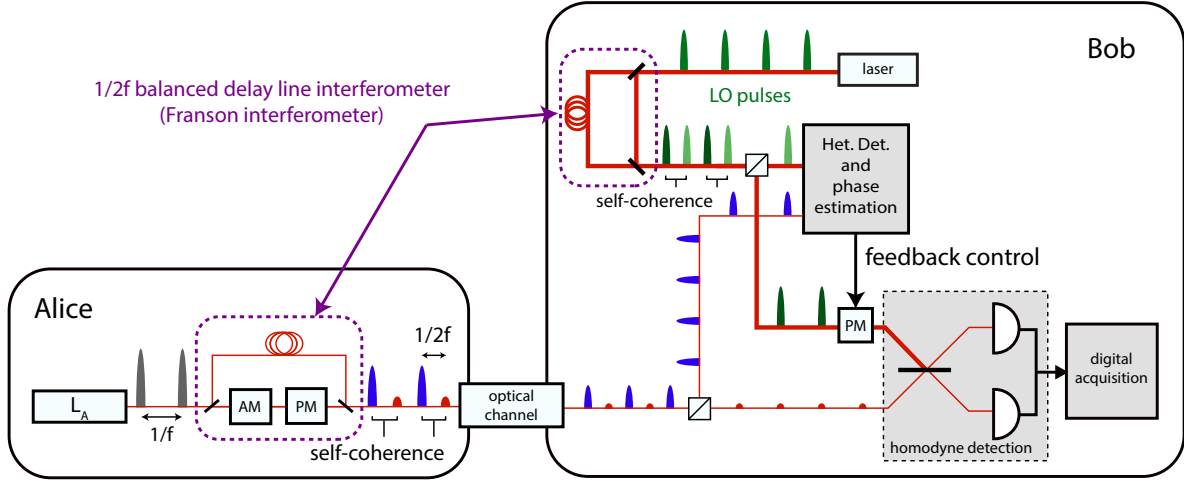 Bob
laser
LO pulses
1/2f balanced delay line interferometer
(Franson interferometer)
Het. Det.
and
phase
estimation
self-coherence
feedback control
Alice
1/2f
PM
L_A
AM
PM
1/f
self-coherence
optical
channel
digital
acquisition
homodyne detection